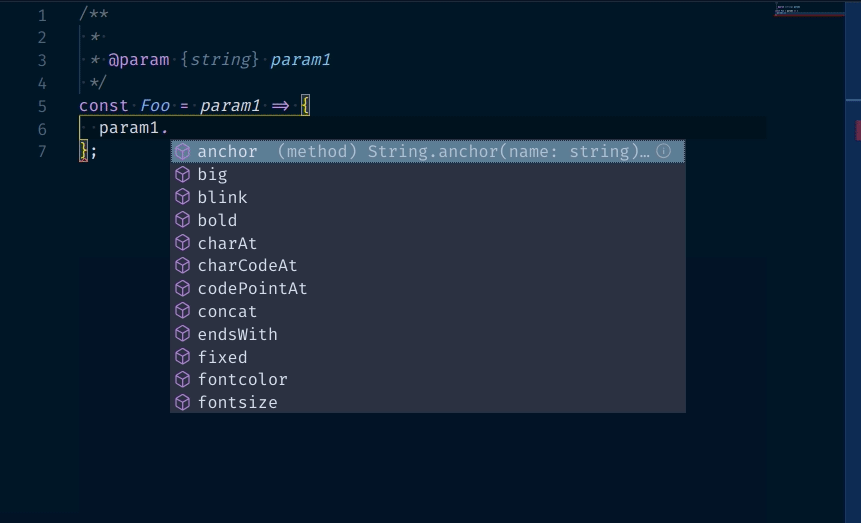 1 /**
2  *
3  * @param {string} param1
4  */
5 const Foo = param1 => {
6   param1.
7 };
anchor (method) String.anchor(name: string)…
big
blink
bold
charAt
charCodeAt
codePointAt
concat
endsWith
fixed
fontcolor
fontsize